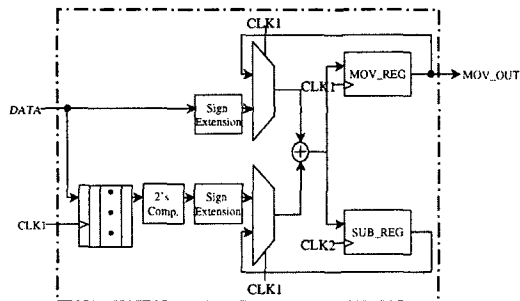 CLK1
MOV_REG
MOV_OUT
CLK1
DATA
Sign
Extension
2's
Comp.
Sign
Extension
CLK1
SUB_REG
CLK2
CLK1